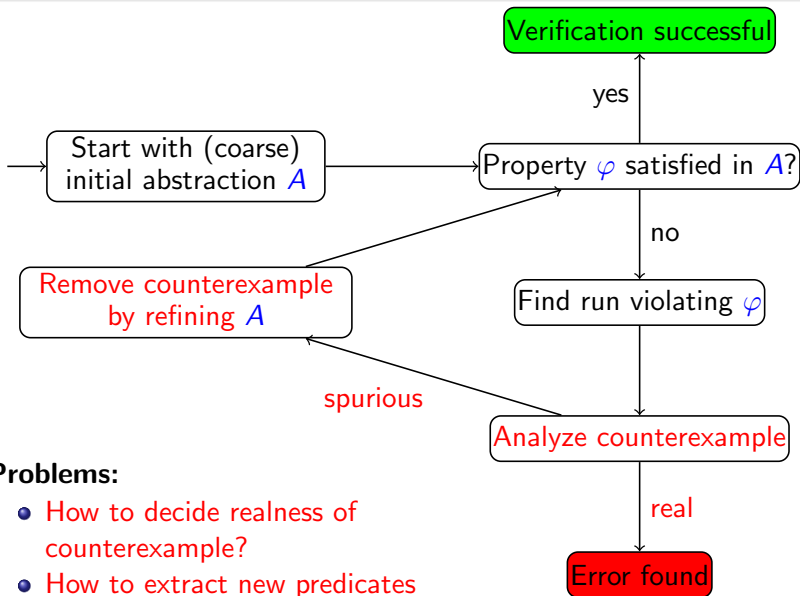 Verification successful
yes
Start with (coarse)
initial abstraction A
Property φ satisfied in A?
no
Remove counterexample
by refining A
Find run violating φ
spurious
Analyze counterexample
real
Error found
Problems:
How to decide realness of
counterexample?
How to extract new predicates